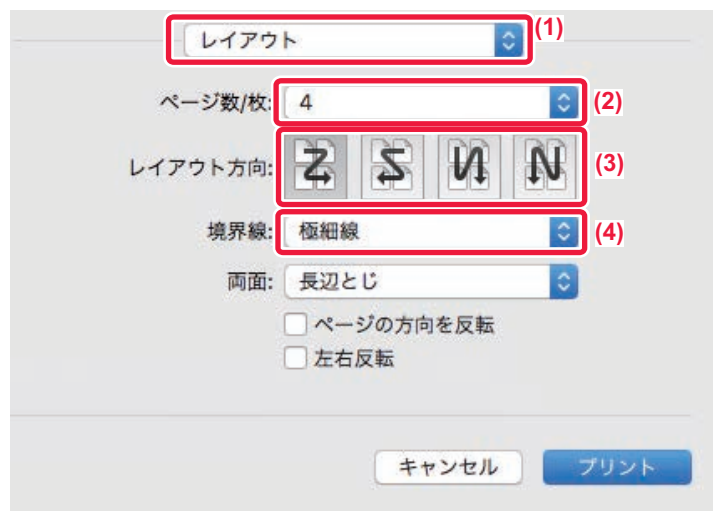 レイアウト (1)
ページ数/枚: 4 (2)
レイアウト方向: (3)
境界線: 極細線 (4)
両面: 長辺とじ
ページの方向を反転
左右反転
キャンセル プリント